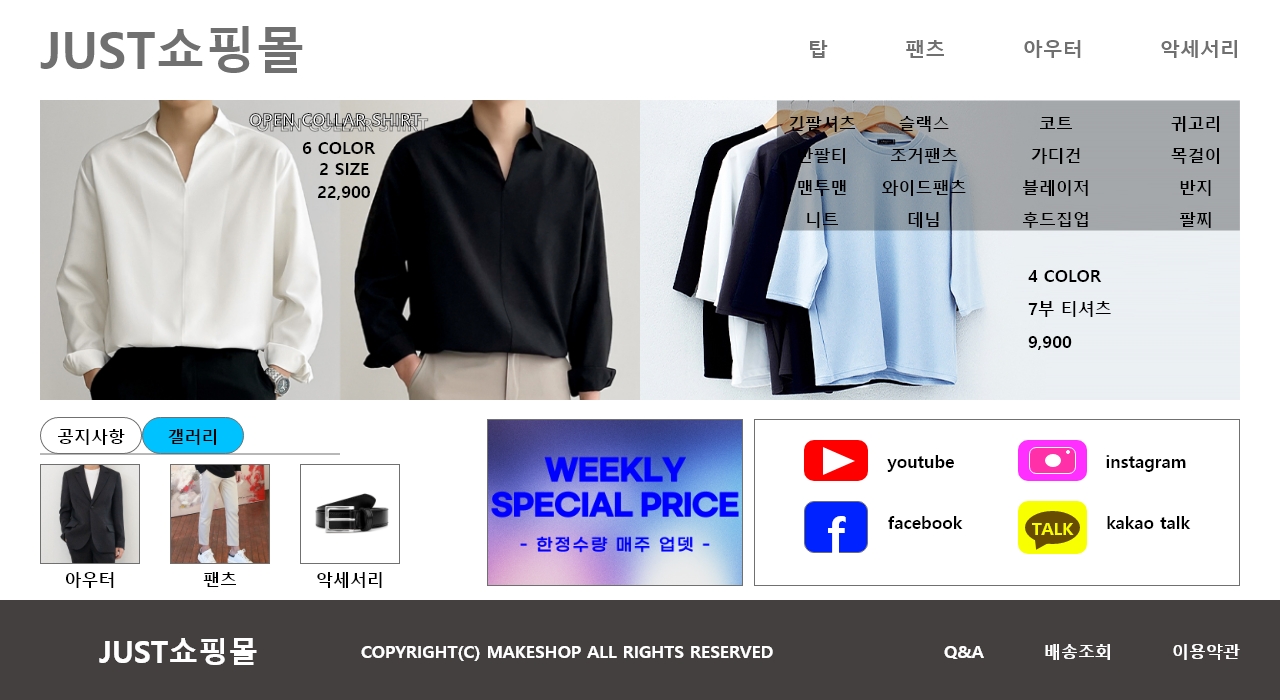 JUST쇼핑몰
탑 팬츠 아우터 악세서리
OPEN COLLAR SHIRT
6 COLOR
2 SIZE
22,900
긴팔셔츠 슬랙스 코트 귀고리
반팔티 조거팬츠 가디건 목걸이
맨투맨 와이드팬츠 블레이저 반지
니트 데님 후드집업 팔찌
4 COLOR
7부 티셔츠
9,900
공지사항 갤러리
아우터 팬츠 악세서리
WEEKLY
SPECIAL PRICE
- 한정수량 매주 업뎃 -
youtube instagram
facebook kakao talk
f TALK
JUST쇼핑몰 COPYRIGHT(C) MAKESHOP ALL RIGHTS RESERVED Q&A 배송조회 이용약관